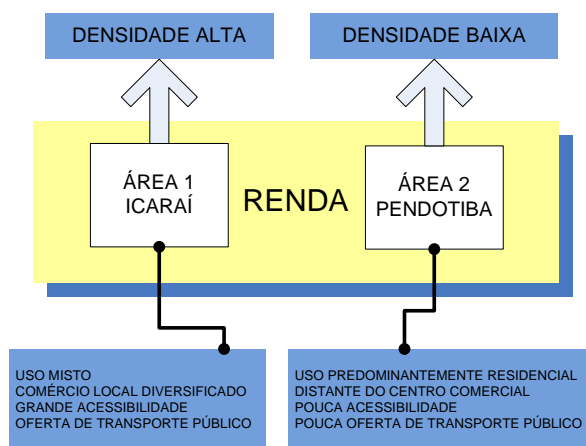 DENSIDADE ALTA
DENSIDADE BAIXA
ÁREA 1
ICARAÍ
RENDA
ÁREA 2
PENDOTIBA
USO MISTO
COMÉRCIO LOCAL DIVERSIFICADO
GRANDE ACESSIBILIDADE
OFERTA DE TRANSPORTE PÚBLICO
USO PREDOMINANTEMENTE RESIDENCIAL
DISTANTE DO CENTRO COMERCIAL
POUCA ACESSIBILIDADE
POUCA OFERTA DE TRANSPORTE PÚBLICO